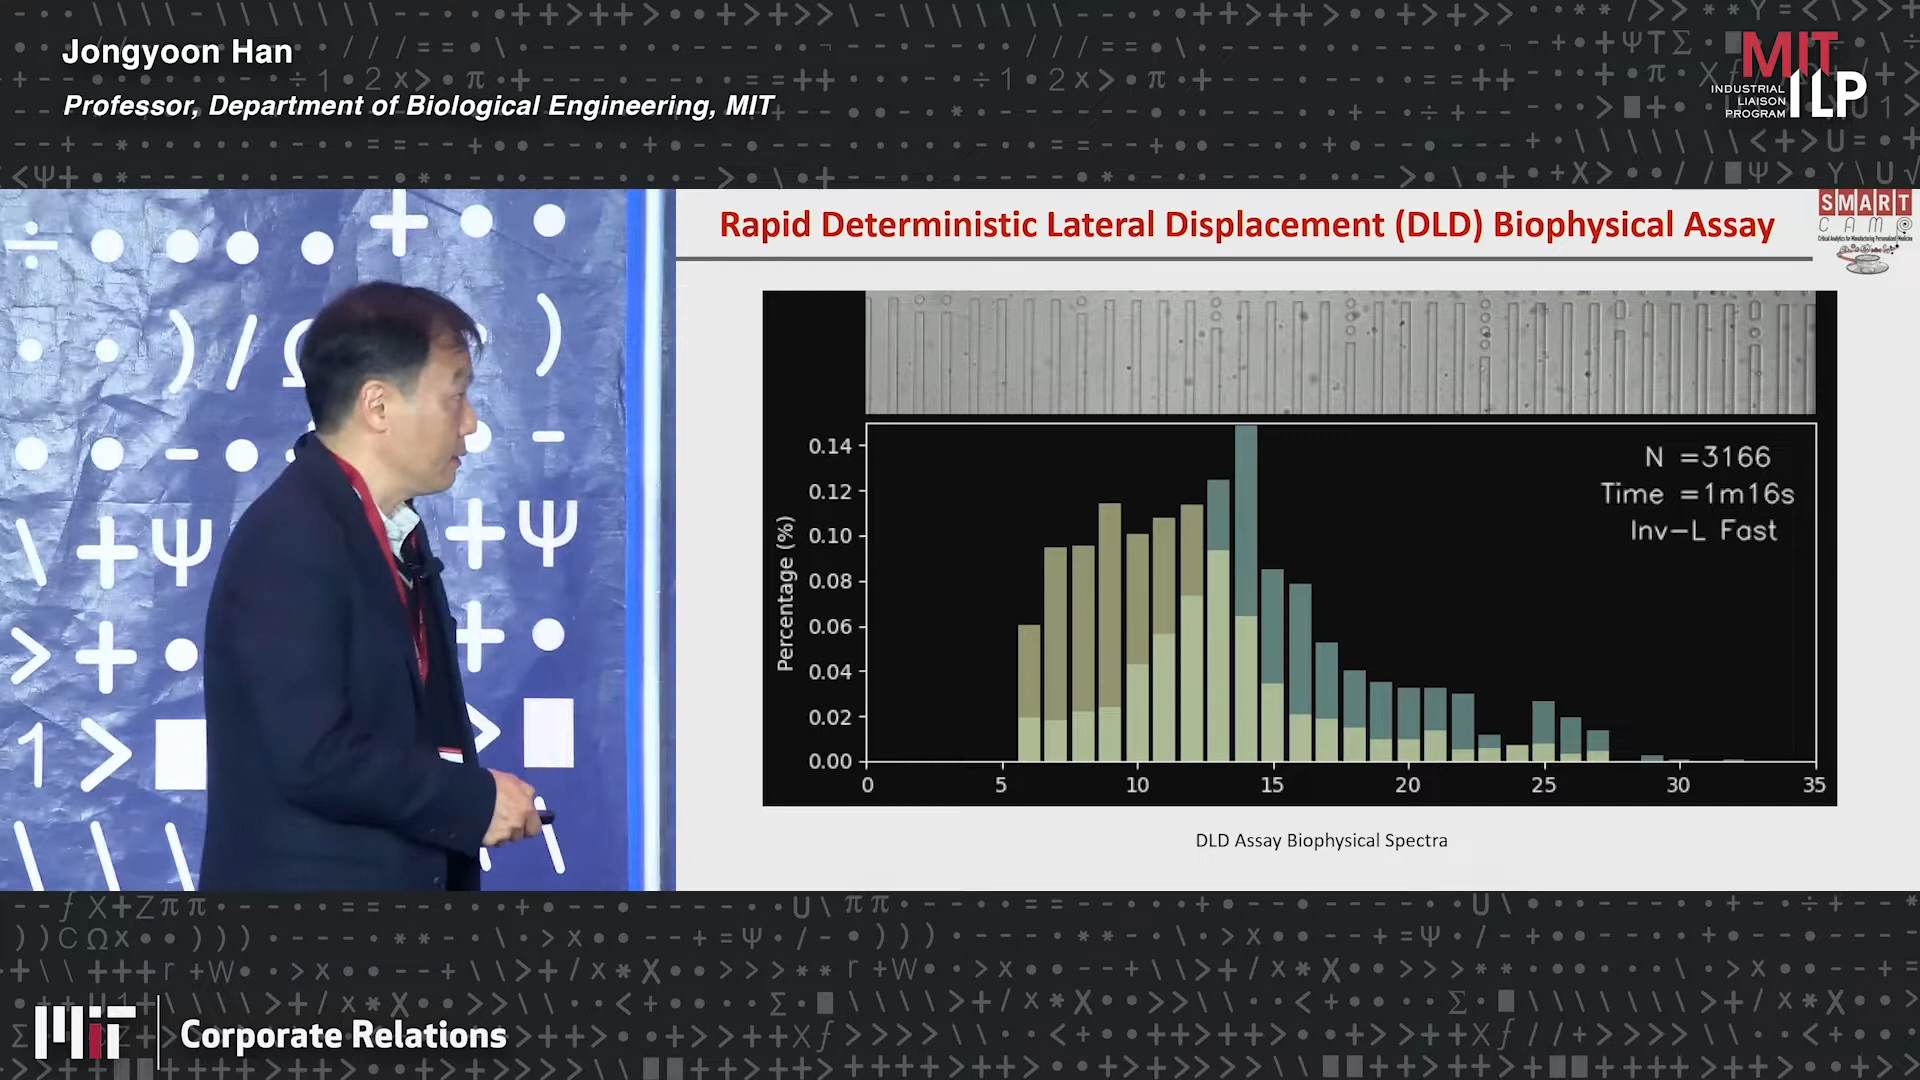 Jongyoon Han
Professor, Department of Biological Engineering, MIT
MIT
ILP
INDUSTRIAL
LIAISON
PROGRAM
Rapid Deterministic Lateral Displacement (DLD) Biophysical Assay
SMART
CAMP
0.14
0.12
0.10
0.08
0.06
0.04
0.02
0.00
Percentage (%)
N =3166
Time =1m16s
Inv-L Fast
0 5 10 15 20 25 30 35
DLD Assay Biophysical Spectra
MIT
Corporate Relations